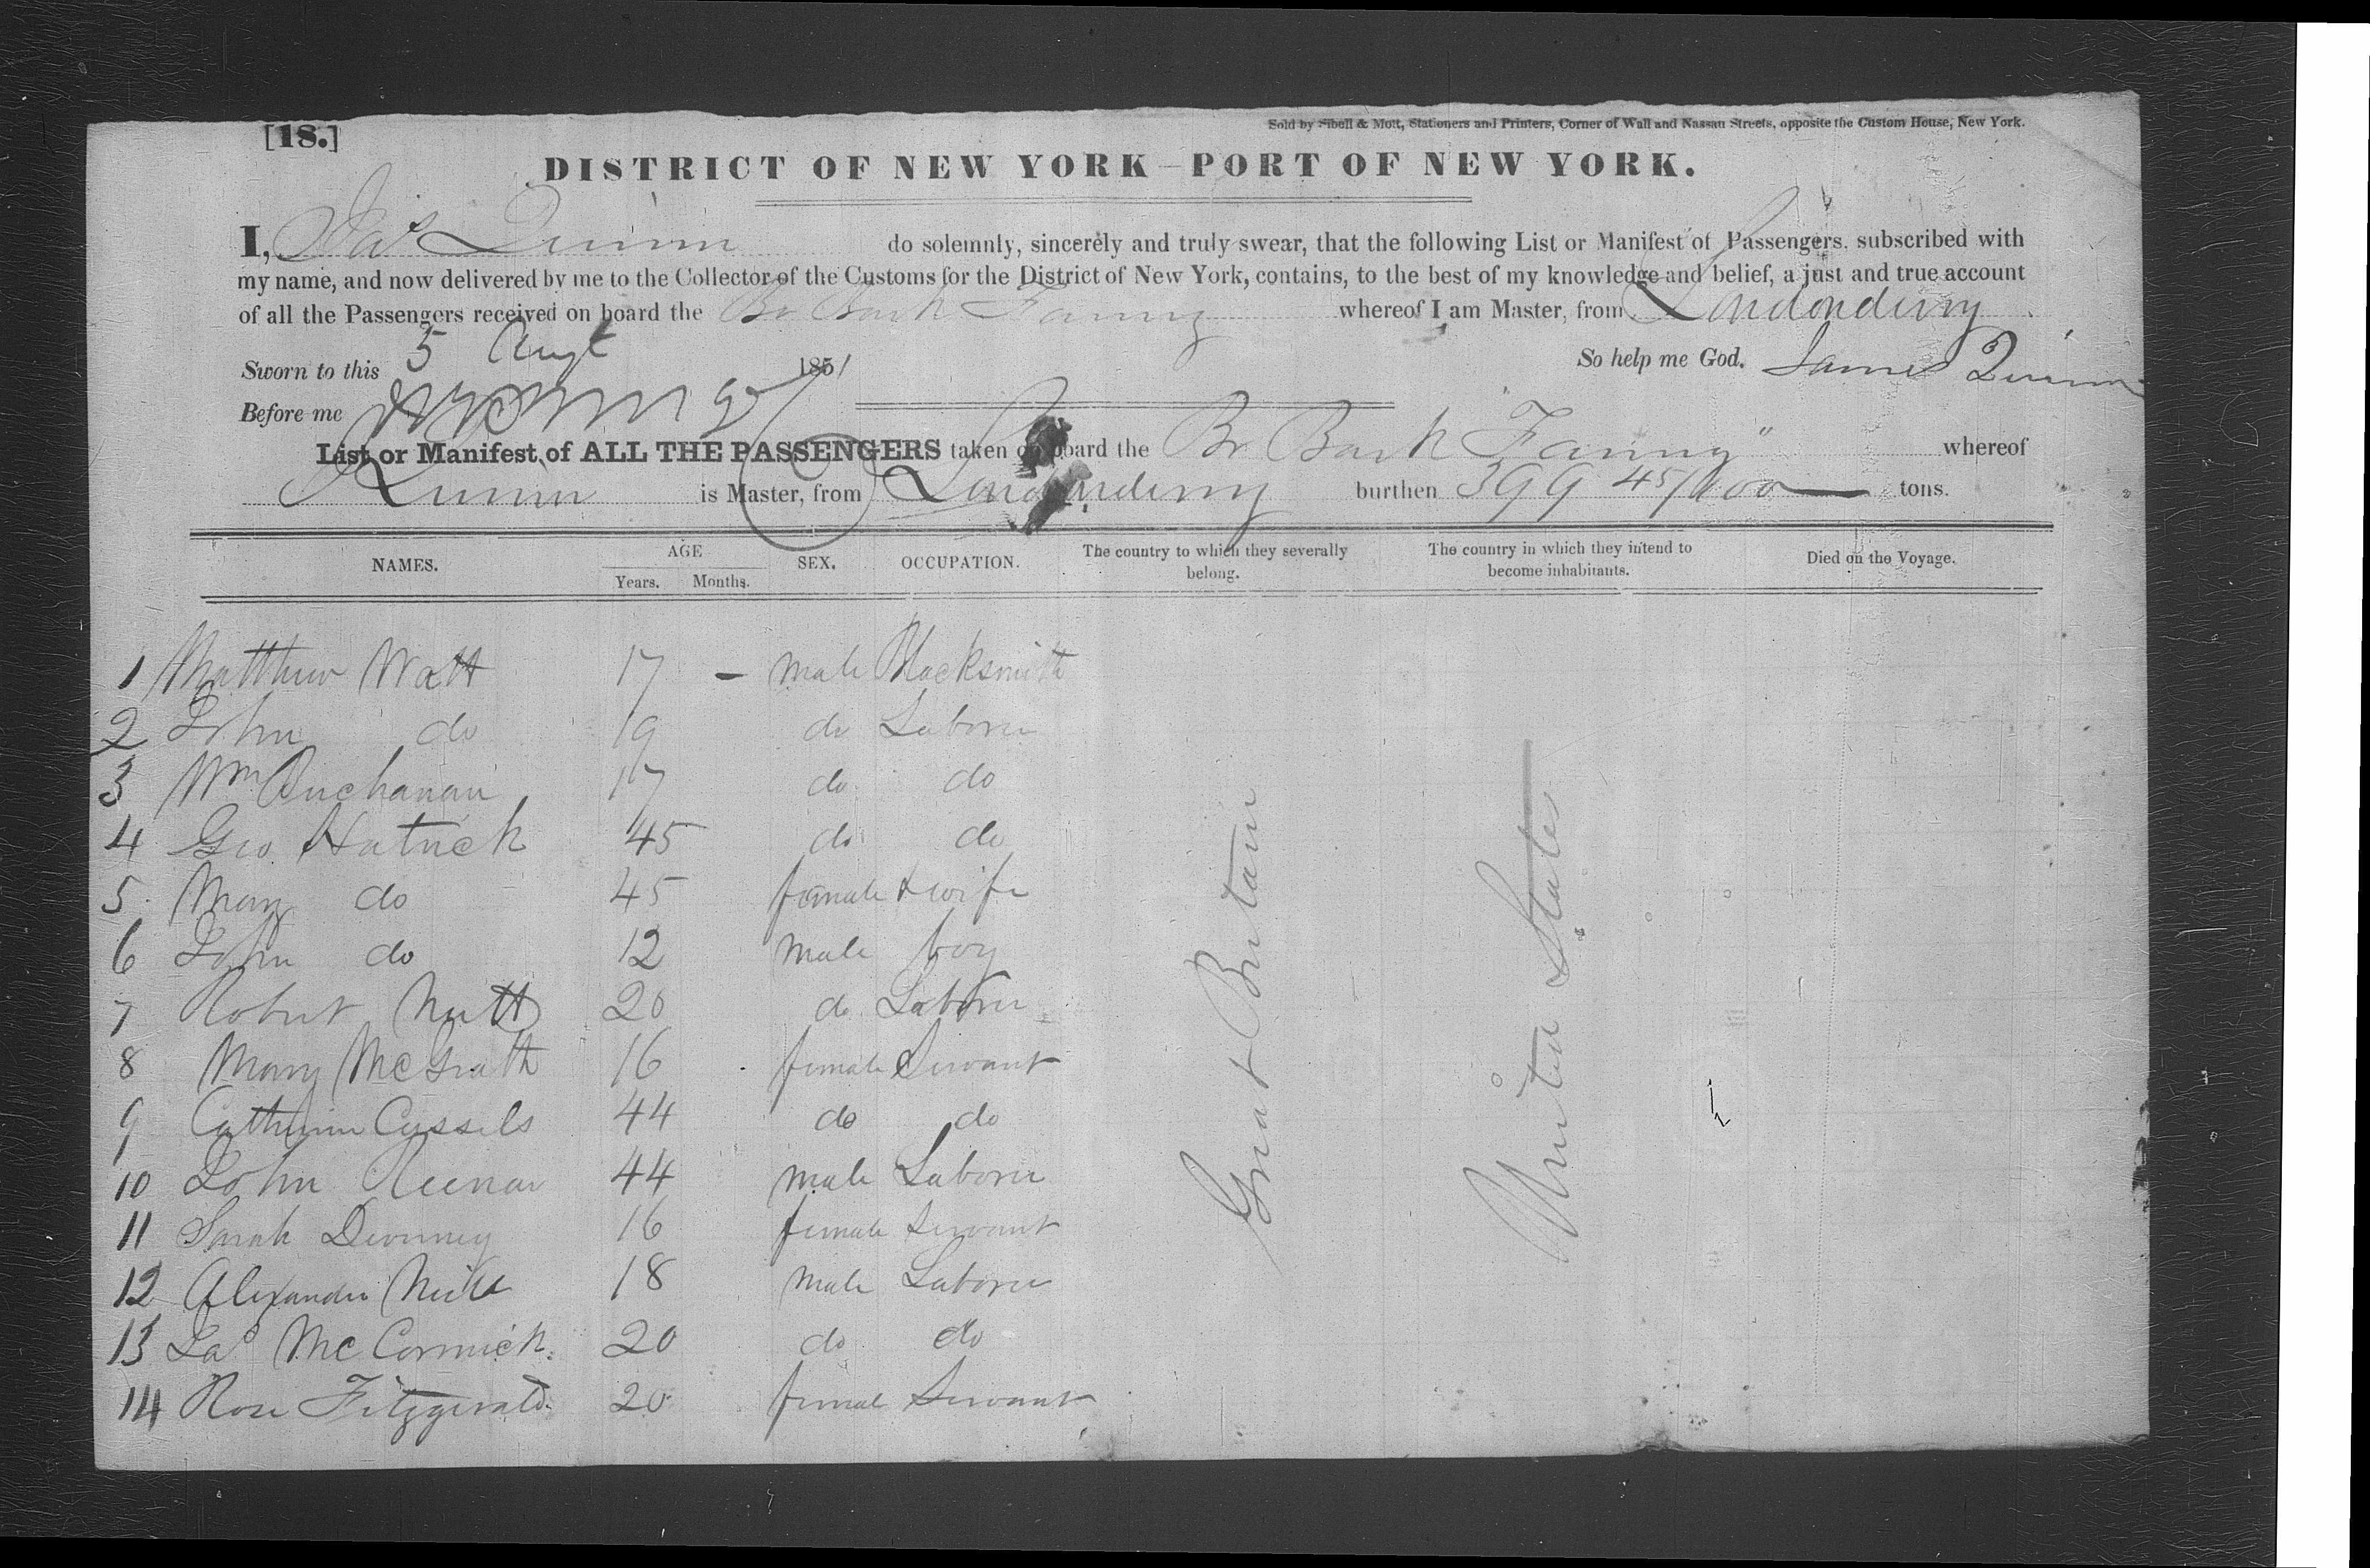 [18.]
Sold by Sibell & Mott, Stationers and Printers, Corner of Wall and Nassau Streets, opposite the Custom House, New York.
DISTRICT OF NEW YORK—PORT OF NEW YORK.
I, Jas Quinn do solemnly, sincerely and truly swear, that the following List or Manifest of Passengers, subscribed with
my name, and now delivered by me to the Collector of the Customs for the District of New York, contains, to the best of my knowledge and belief, a just and true account
of all the Passengers received on board the Br Bark Fanny whereof I am Master, from Londonderry
Sworn to this 5 Augt 1851 So help me God. James Quinn
Before me
List or Manifest of ALL THE PASSENGERS taken on board the Br Bark Fanny" whereof
Quinn is Master, from Londonderry burthen 399 45/100 tons.
NAMES. AGE Years. Months. SEX. OCCUPATION. The country to which they severally belong. The country in which they intend to become inhabitants. Died on the Voyage.
1 Matthew Watt 17 - male Blacksmith
2 John do 19 do Laborer
3 Wm Buchanan 17 do do
4 Geo Hatrick 45 do do
5 Mary do 45 female & wife
6 John do 12 male boy
7 Robert Nutt 20 do Laborer
8 Mary McGrath 16 female Servant
9 Catherine Cyssels 44 do do
10 John 44 male Laborer
11 Sarah Devinney 16 female Servant
12 Alexander 18 male Laborer
13 Jas McCormick 20 do do
14 Rose Fitzgerald 20 female Servant
Great Britain
United States